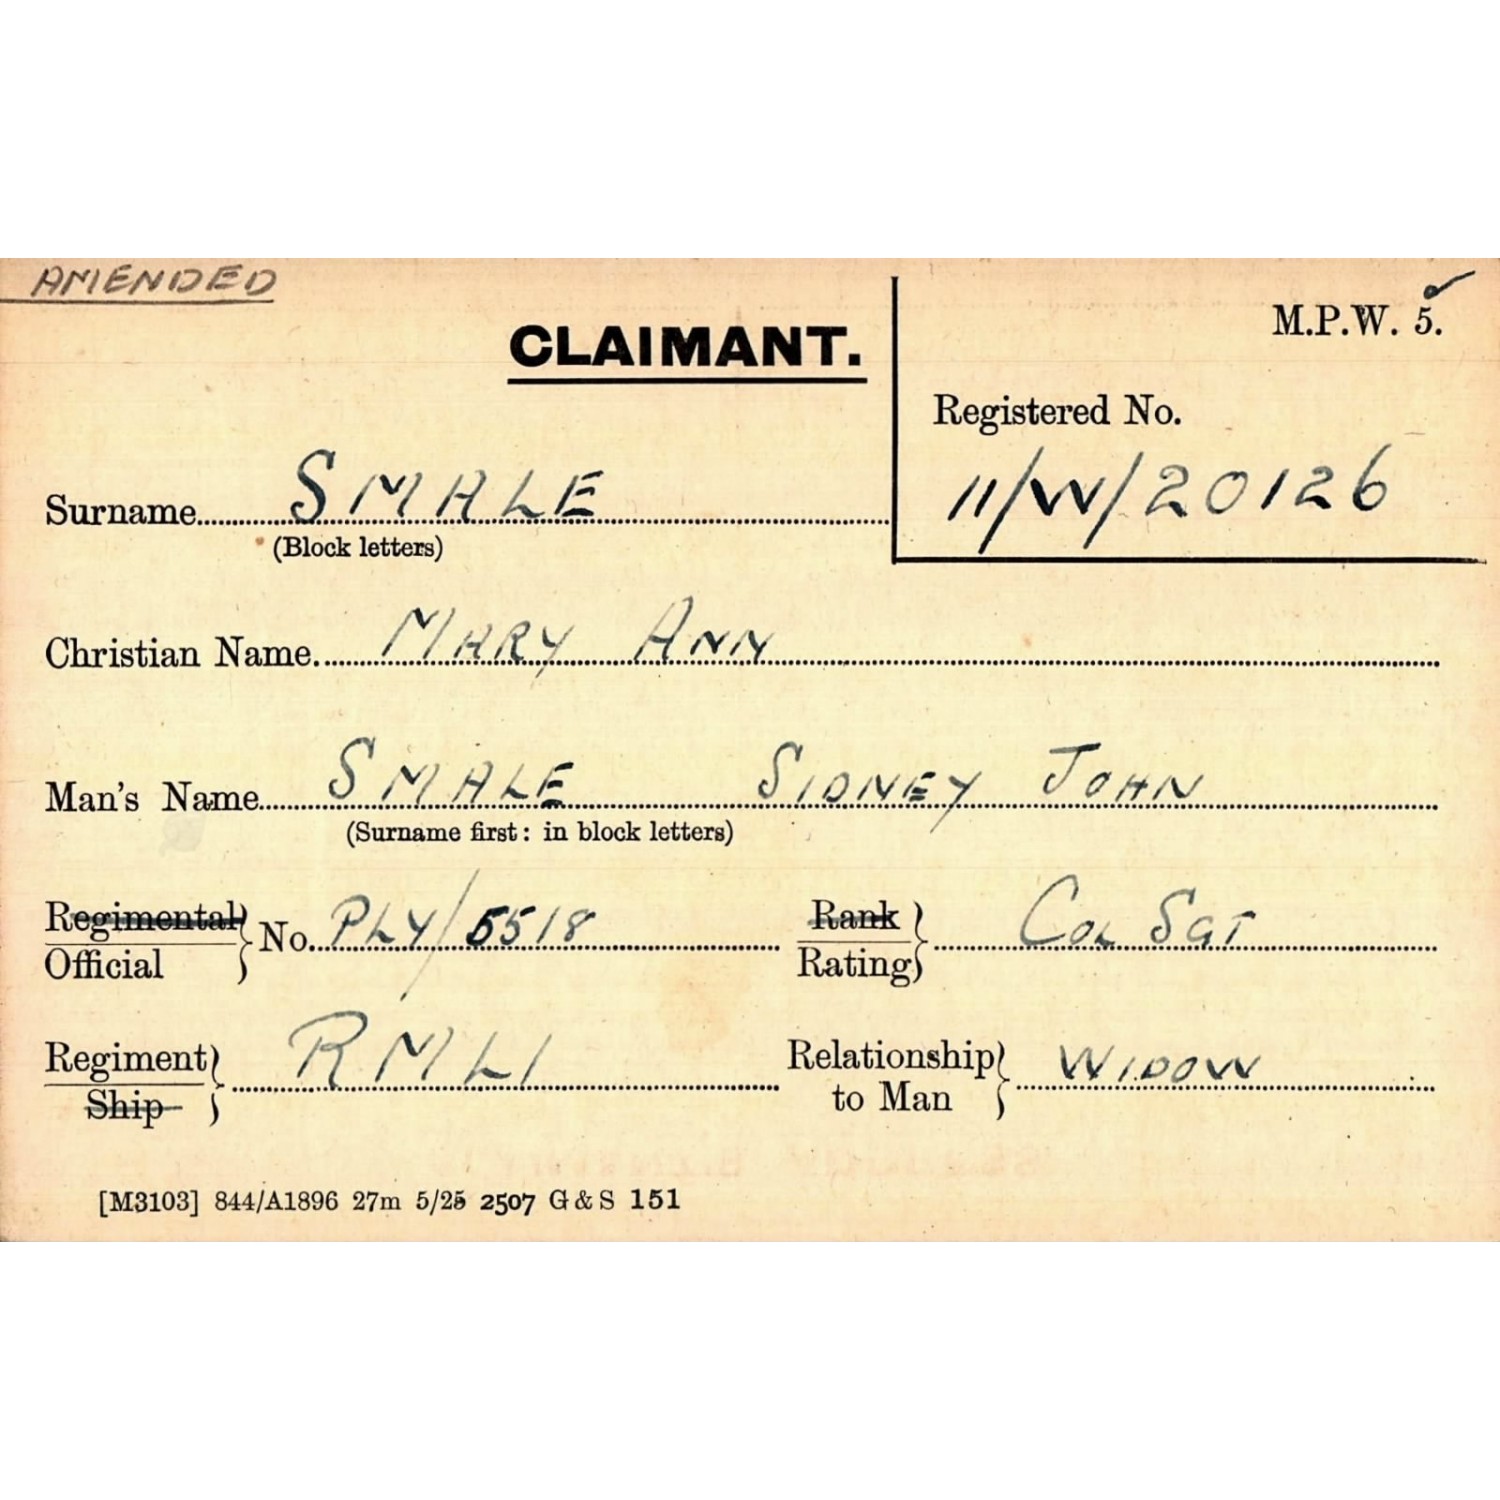 AMENDED
M.P.W. 5.
CLAIMANT.
Registered No.
11/W/20126
Surname SMALE
(Block letters)
Christian Name. MARY ANN
Man's Name SMALE SIDNEY JOHN
(Surname first: in block letters)
Regimental
Official No. PLY/5518 Rank
Rating COL SGT
Regiment
Ship RMLI Relationship
to Man WIDOW
[M3103] 844/A1896 27m 5/25 2507 G & S 151